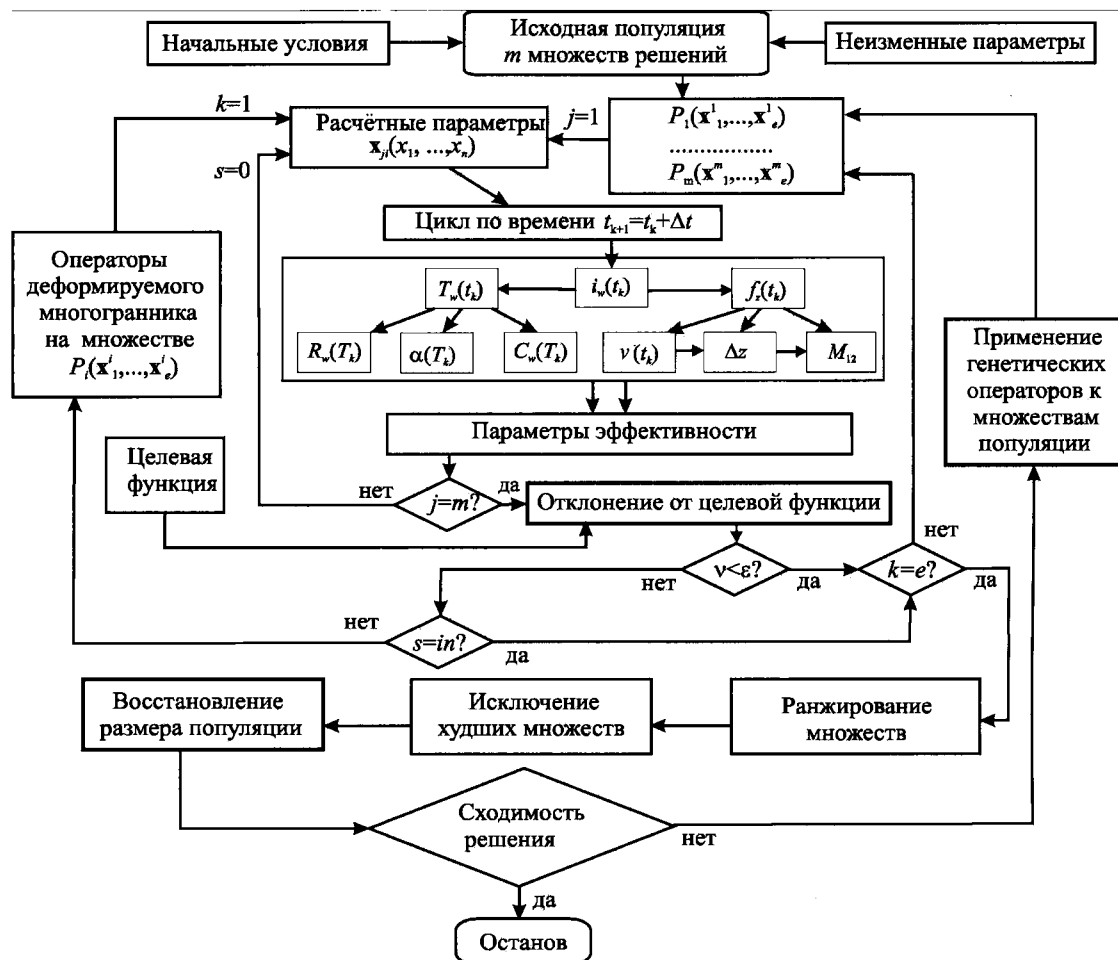 Исходная популяция
m множеств решений
Начальные условия
Неизменные параметры
k=1
Расчётные параметры
x_ji(x_1, ...,x_n)
j=1
P_1(x^1_1,...,x^1_e)
..................
P_m(x^m_1,...,x^m_e)
s=0
Цикл по времени t_k+1=t_k+Δt
Операторы
деформируемого
многогранника
на множестве
P_i(x^i_1,...,x^i_e)
T_w(t_k)
i_w(t_k)
f_z(t_k)
R_w(T_k)
α(T_k)
C_w(T_k)
v(t_k)
Δz
M_12
Применение
генетических
операторов к
множествам
популяции
Параметры эффективности
Целевая
функция
нет
j=m?
да
Отклонение от целевой функции
нет
ν<ε?
да
k=e?
нет
да
нет
s=in?
да
Восстановление
размера популяции
Исключение
худших множеств
Ранжирование
множеств
Сходимость
решения
нет
да
Останов